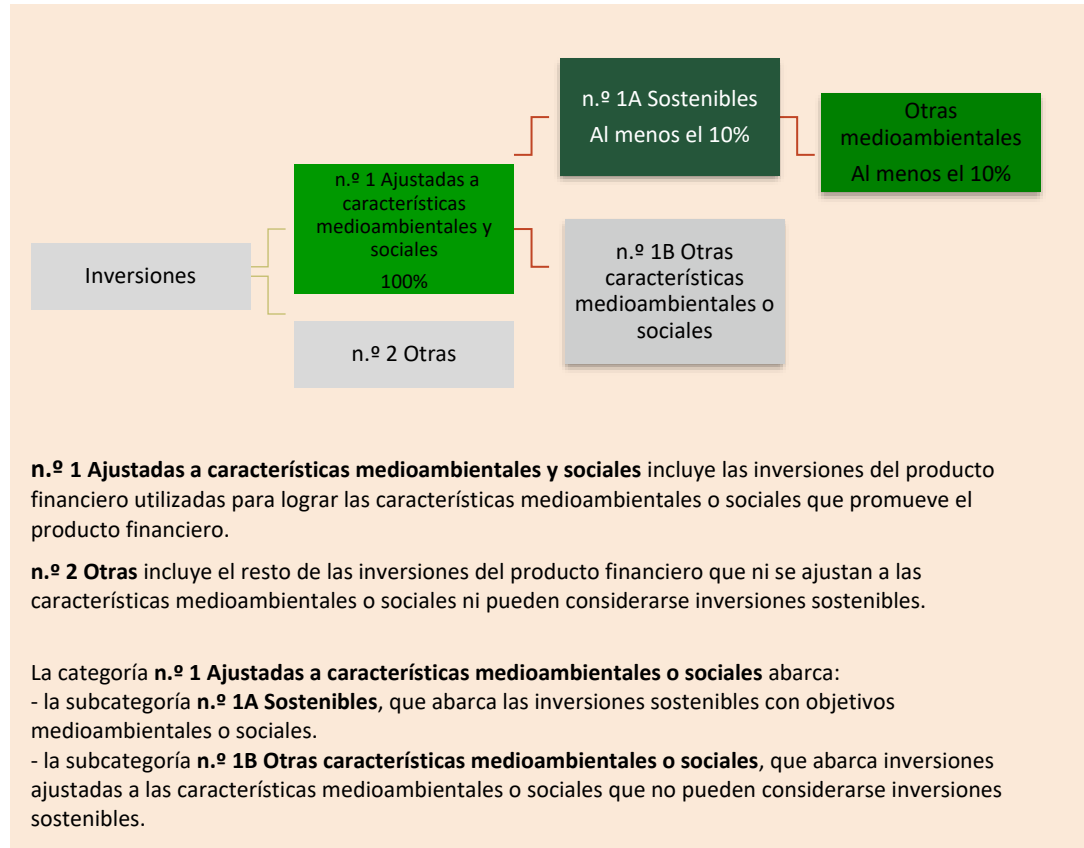 n.º 1A Sostenibles
Al menos el 10%
Otras
medioambientales
Al menos el 10%
n.º 1 Ajustadas a
características
medioambientales y
sociales
100%
n.º 1B Otras
características
medioambientales o
sociales
Inversiones
n.º 2 Otras
n.º 1 Ajustadas a características medioambientales y sociales incluye las inversiones del producto
financiero utilizadas para lograr las características medioambientales o sociales que promueve el
producto financiero.
n.º 2 Otras incluye el resto de las inversiones del producto financiero que ni se ajustan a las
características medioambientales o sociales ni pueden considerarse inversiones sostenibles.
La categoría n.º 1 Ajustadas a características medioambientales o sociales abarca:
- la subcategoría n.º 1A Sostenibles, que abarca las inversiones sostenibles con objetivos
medioambientales o sociales.
- la subcategoría n.º 1B Otras características medioambientales o sociales, que abarca inversiones
ajustadas a las características medioambientales o sociales que no pueden considerarse inversiones
sostenibles.